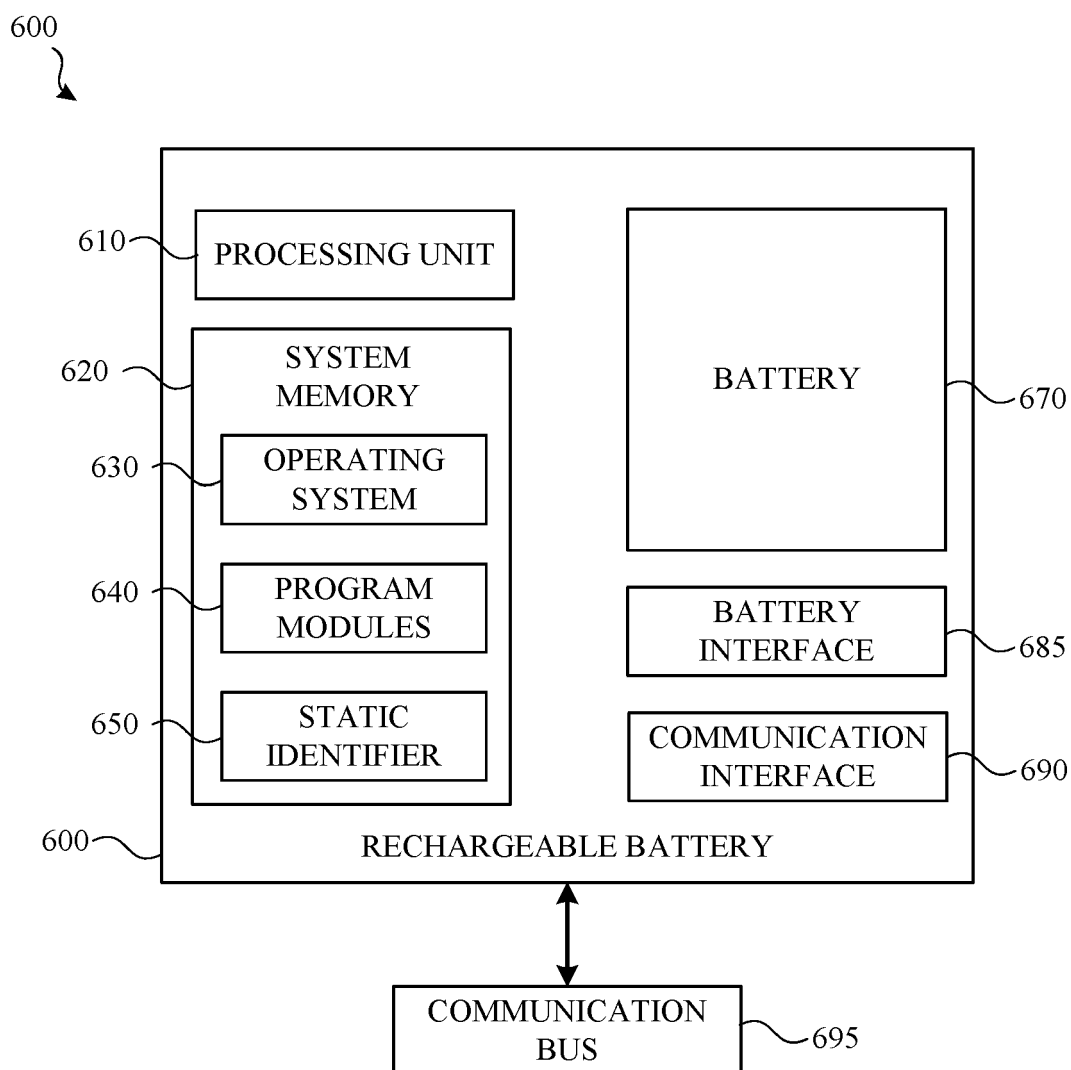 600
610
PROCESSING UNIT
620
SYSTEM
MEMORY
630
OPERATING
SYSTEM
640
PROGRAM
MODULES
650
STATIC
IDENTIFIER
BATTERY
670
BATTERY
INTERFACE
685
COMMUNICATION
INTERFACE
690
600
RECHARGEABLE BATTERY
COMMUNICATION
BUS
695